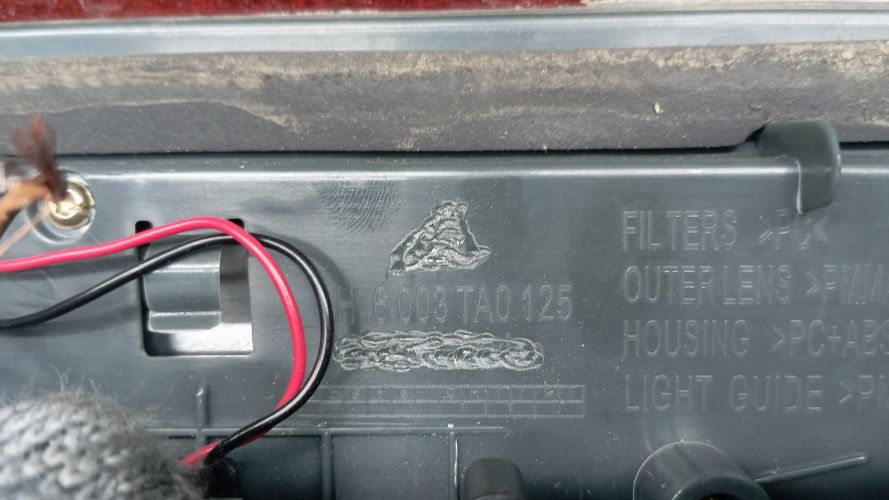 H 6 003 TA0 125
FILTERS >PC<
OUTER LENS >PMMA
HOUSING >PC+ABS
LIGHT GUIDE